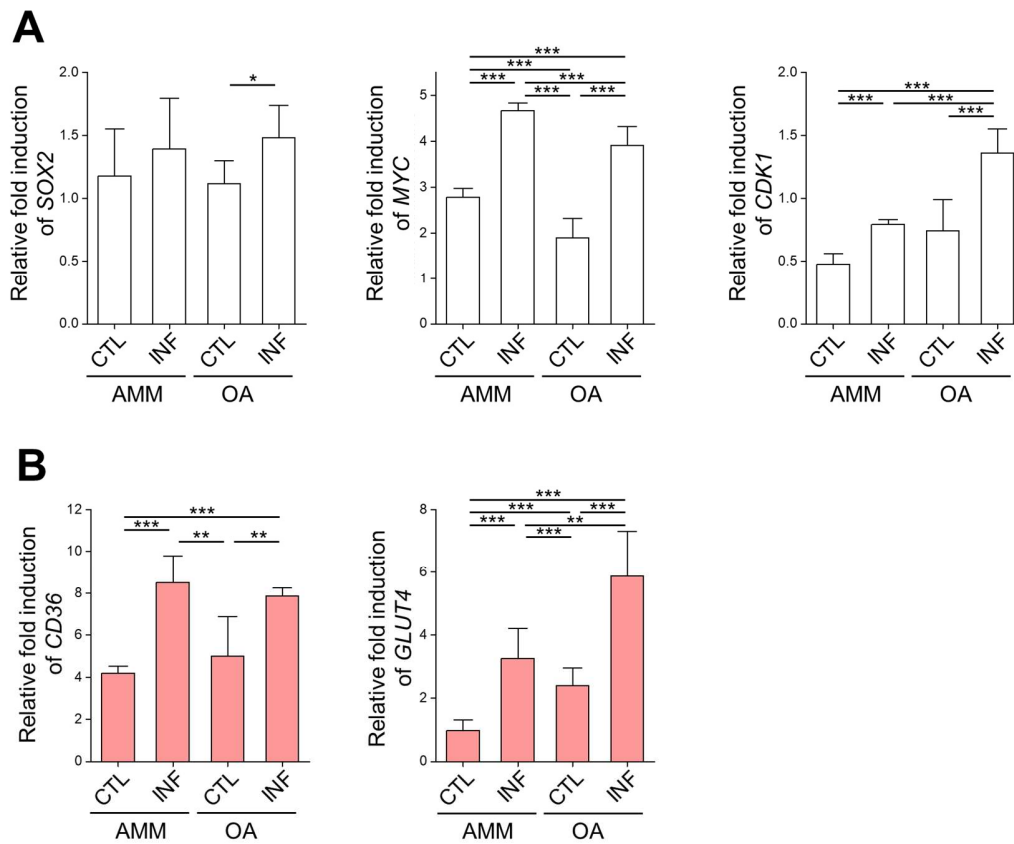 A
Relative fold induction
of SOX2
2.0
1.5
1.0
0.5
0.0
*
CTL INF CTL INF
AMM OA
Relative fold induction
of MYC
5
4
3
2
1
0
***
***
*** ***
*** ***
CTL INF CTL INF
AMM OA
Relative fold induction
of CDK1
2.0
1.5
1.0
0.5
0.0
***
*** ***
***
CTL INF CTL INF
AMM OA
B
Relative fold induction
of CD36
12
10
8
6
4
2
0
***
***
** **
CTL INF CTL INF
AMM OA
Relative fold induction
of GLUT4
8
6
4
2
0
***
*** ***
*** **
***
CTL INF CTL INF
AMM OA